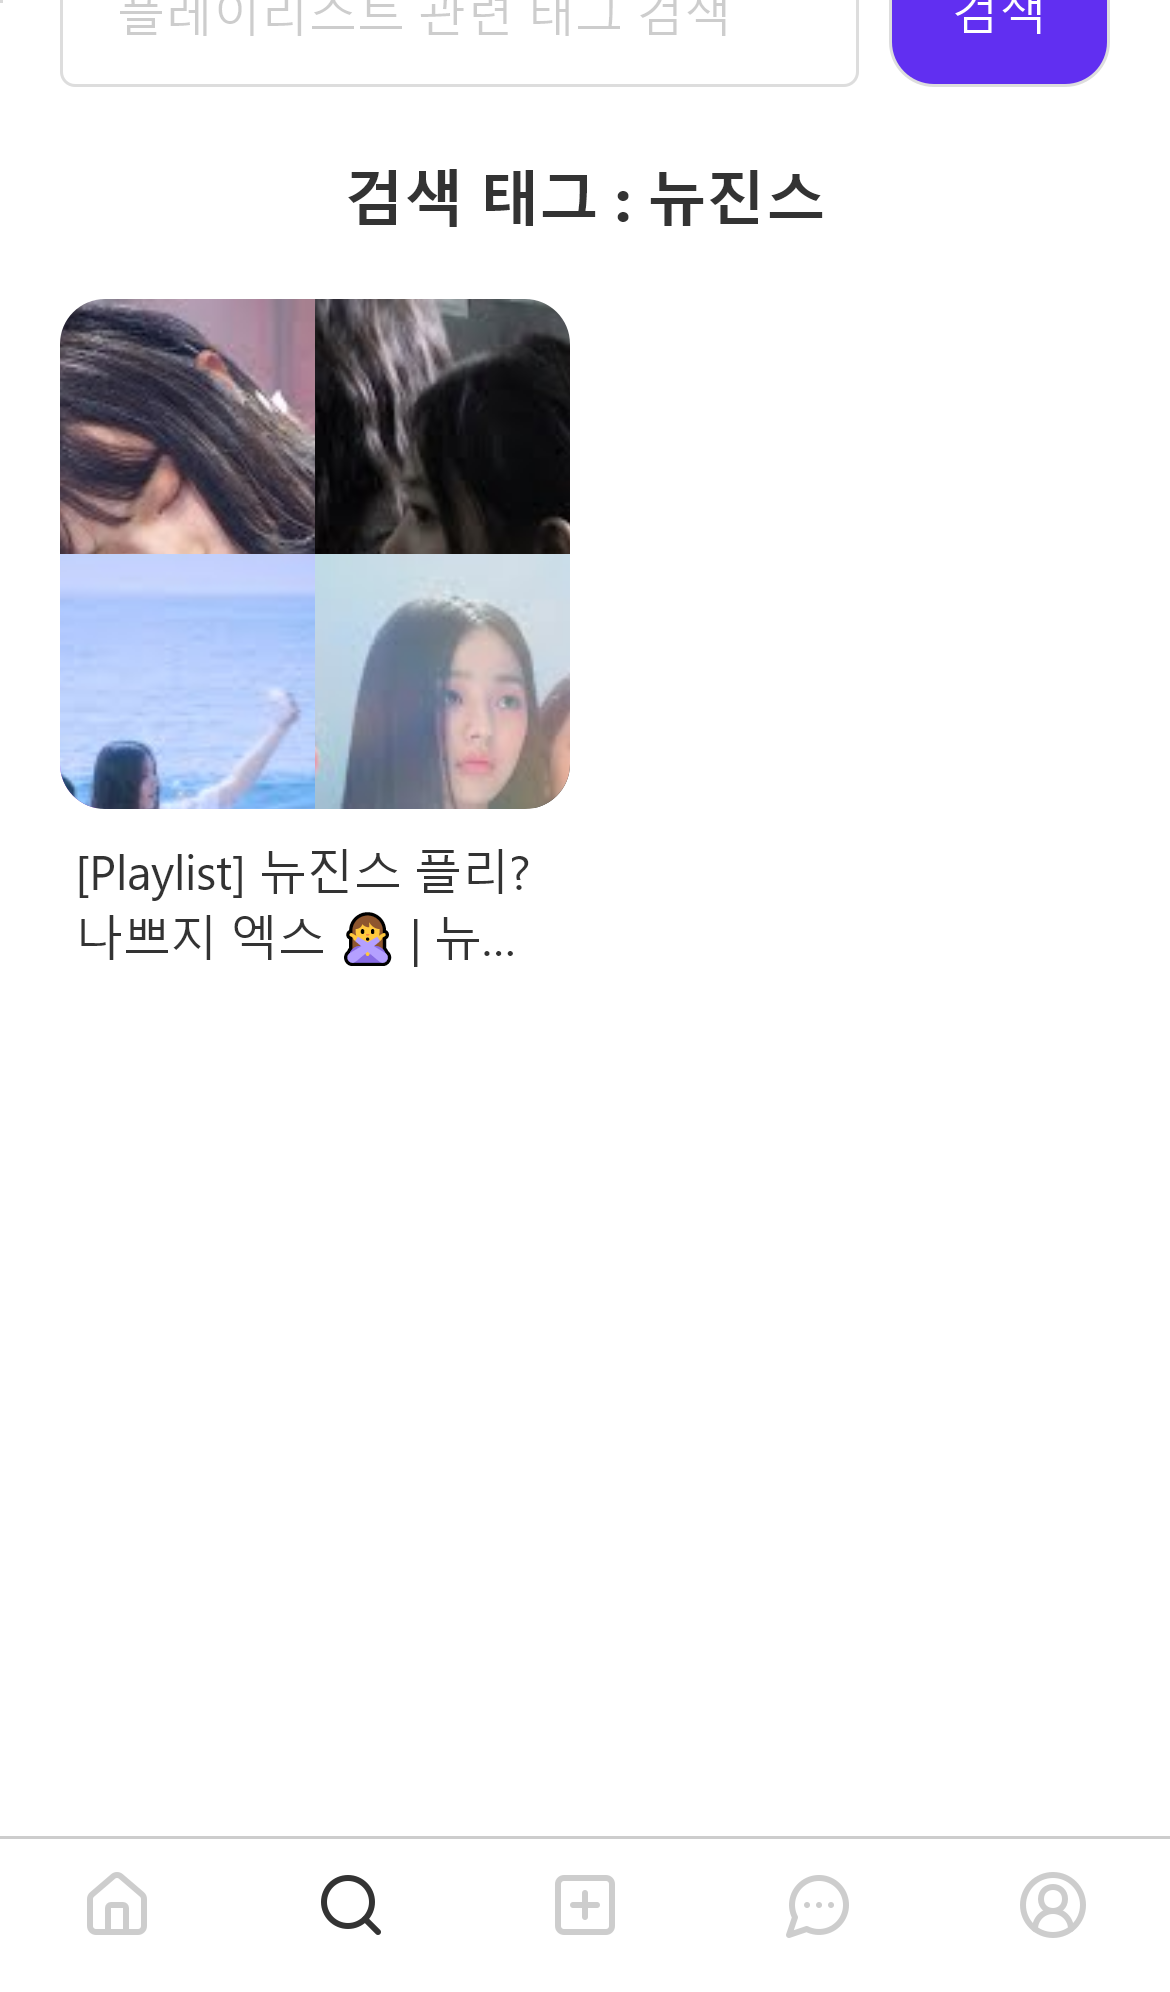 플레이리스트 관련 태그 검색
검색
검색 태그 : 뉴진스
[Playlist] 뉴진스 플리?
나쁘지 엑스 🙅‍♀️ | 뉴...